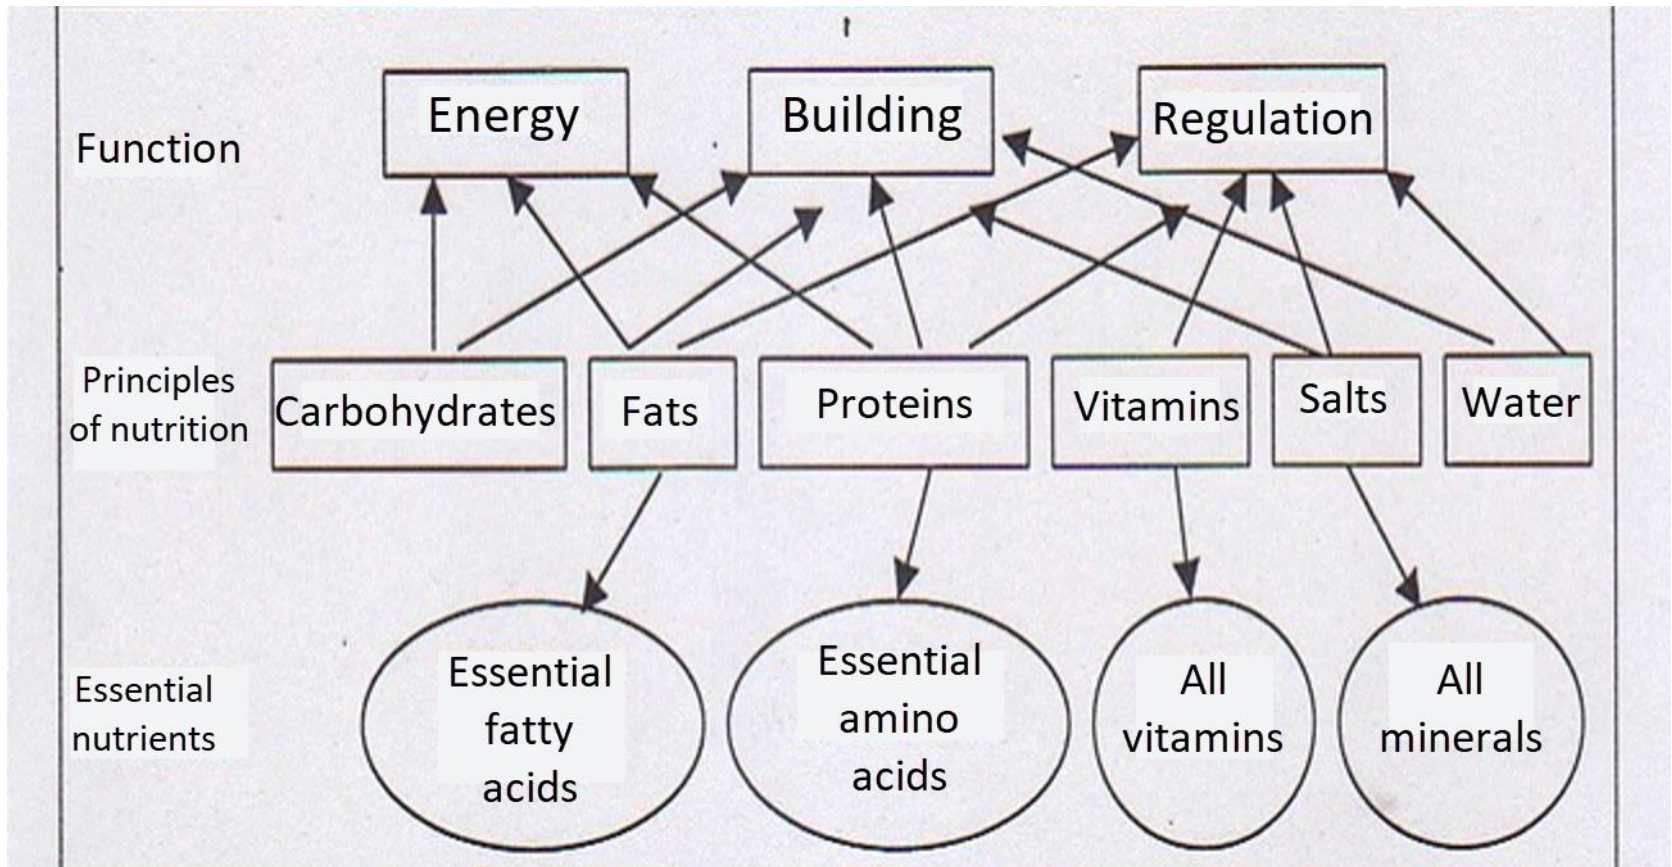 Function
Energy
Building
Regulation
Principles
of nutrition
Carbohydrates
Fats
Proteins
Vitamins
Salts
Water
Essential
nutrients
Essential
fatty
acids
Essential
amino
acids
All
vitamins
All
minerals